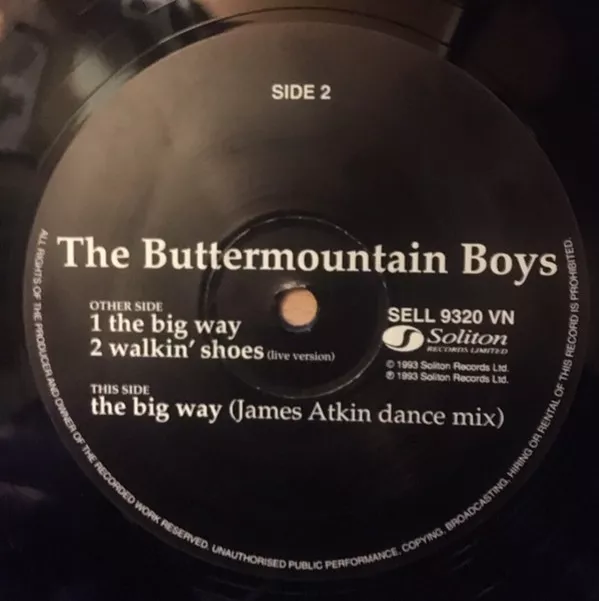 SIDE 2
The Buttermountain Boys
OTHER SIDE
1 the big way
2 walkin' shoes (live version)
THIS SIDE
the big way (James Atkin dance mix)
SELL 9320 VN
Soliton
RECORDS LIMITED
© 1993 Soliton Records Ltd.
℗ 1993 Soliton Records Ltd.
ALL RIGHTS OF THE PRODUCER AND OWNER OF THE RECORDED WORK RESERVED. UNAUTHORISED PUBLIC PERFORMANCE, COPYING, BROADCASTING, HIRING OR RENTAL OF THIS RECORD IS PROHIBITED.